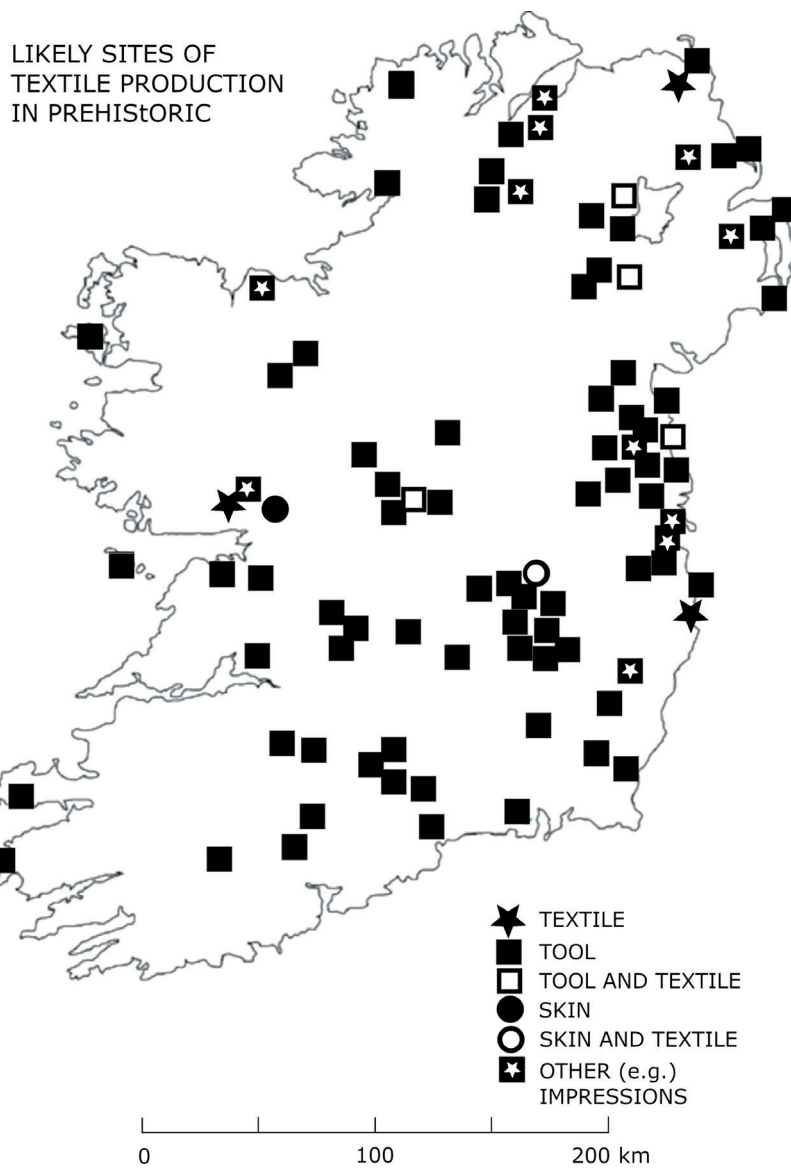 LIKELY SITES OF
TEXTILE PRODUCTION
IN PREHIStORIC
TEXTILE
TOOL
TOOL AND TEXTILE
SKIN
SKIN AND TEXTILE
OTHER (e.g.)
IMPRESSIONS
0 100 200 km